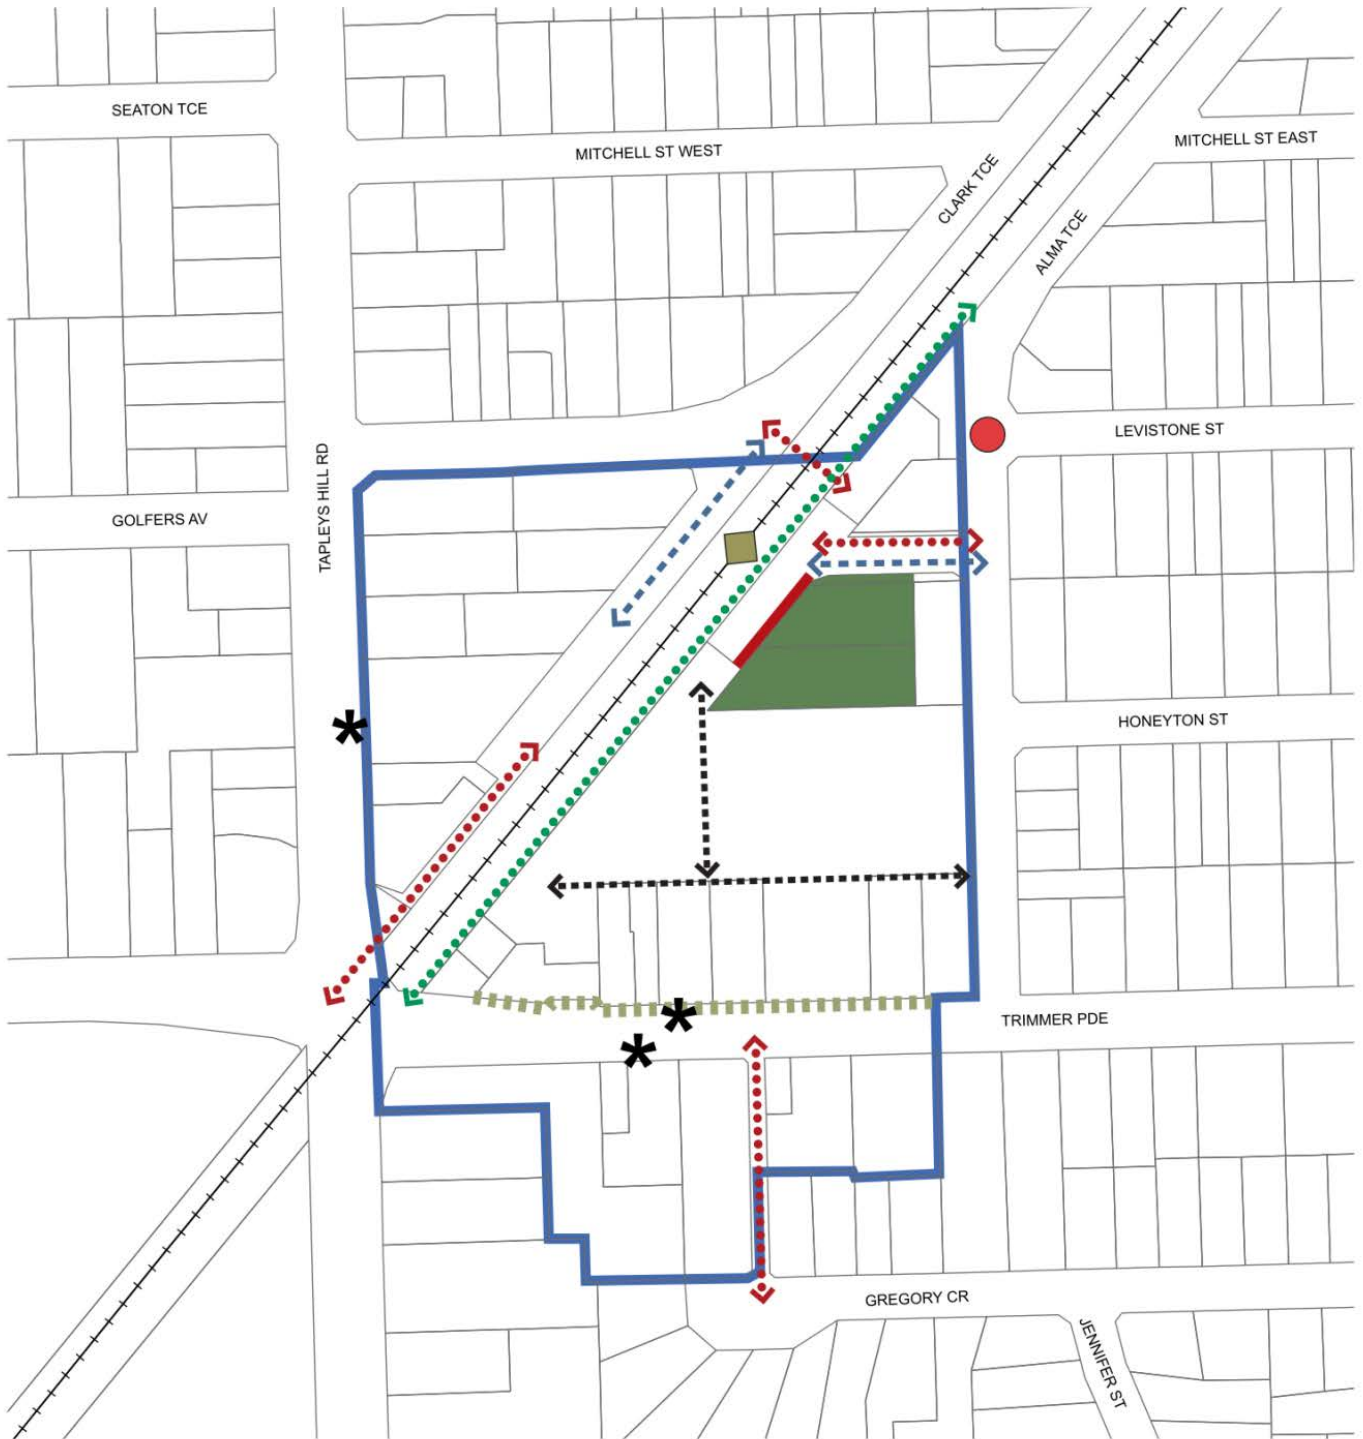 SEATON TCE
MITCHELL ST WEST
MITCHELL ST EAST
CLARK TCE
ALMA TCE
LEVISTONE ST
TAPLEYS HILL RD
GOLFERS AV
HONEYTON ST
TRIMMER PDE
GREGORY CR
JENNIFER ST